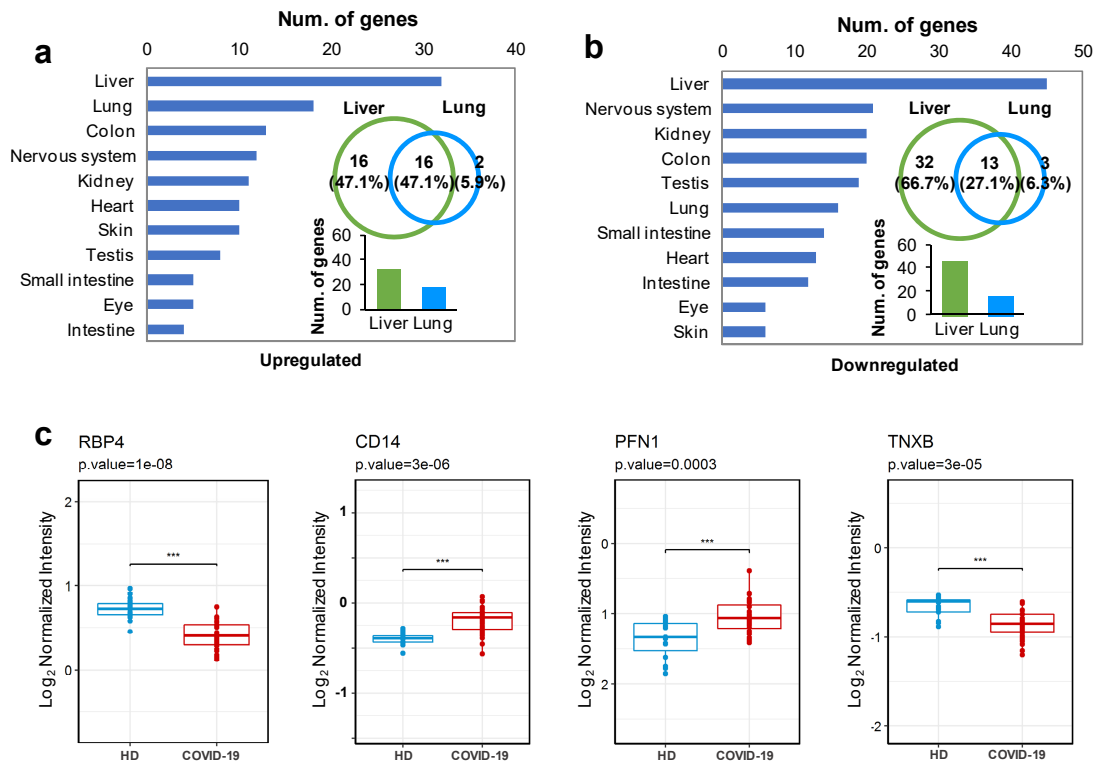 a
Num. of genes
0 10 20 30 40
Liver
Lung
Colon
Nervous system
Kidney
Heart
Skin
Testis
Small intestine
Eye
Intestine
Liver Lung
16 16 2
(47.1%) (47.1%) (5.9%)
Num. of genes
60
40
20
0
Liver Lung
Upregulated
b
Num. of genes
0 10 20 30 40 50
Liver
Nervous system
Kidney
Colon
Testis
Lung
Small intestine
Heart
Intestine
Eye
Skin
Liver Lung
32 13 3
(66.7%) (27.1%) (6.3%)
Num. of genes
60
40
20
0
Liver Lung
Downregulated
c
RBP4
p.value=1e-08
Log2 Normalized Intensity
2
1
0
***
HD COVID-19
CD14
p.value=3e-06
Log2 Normalized Intensity
1
0
-1
***
HD COVID-19
PFN1
p.value=0.0003
Log2 Normalized Intensity
0
1
2
***
HD COVID-19
TNXB
p.value=3e-05
Log2 Normalized Intensity
0
-1
-2
***
HD COVID-19